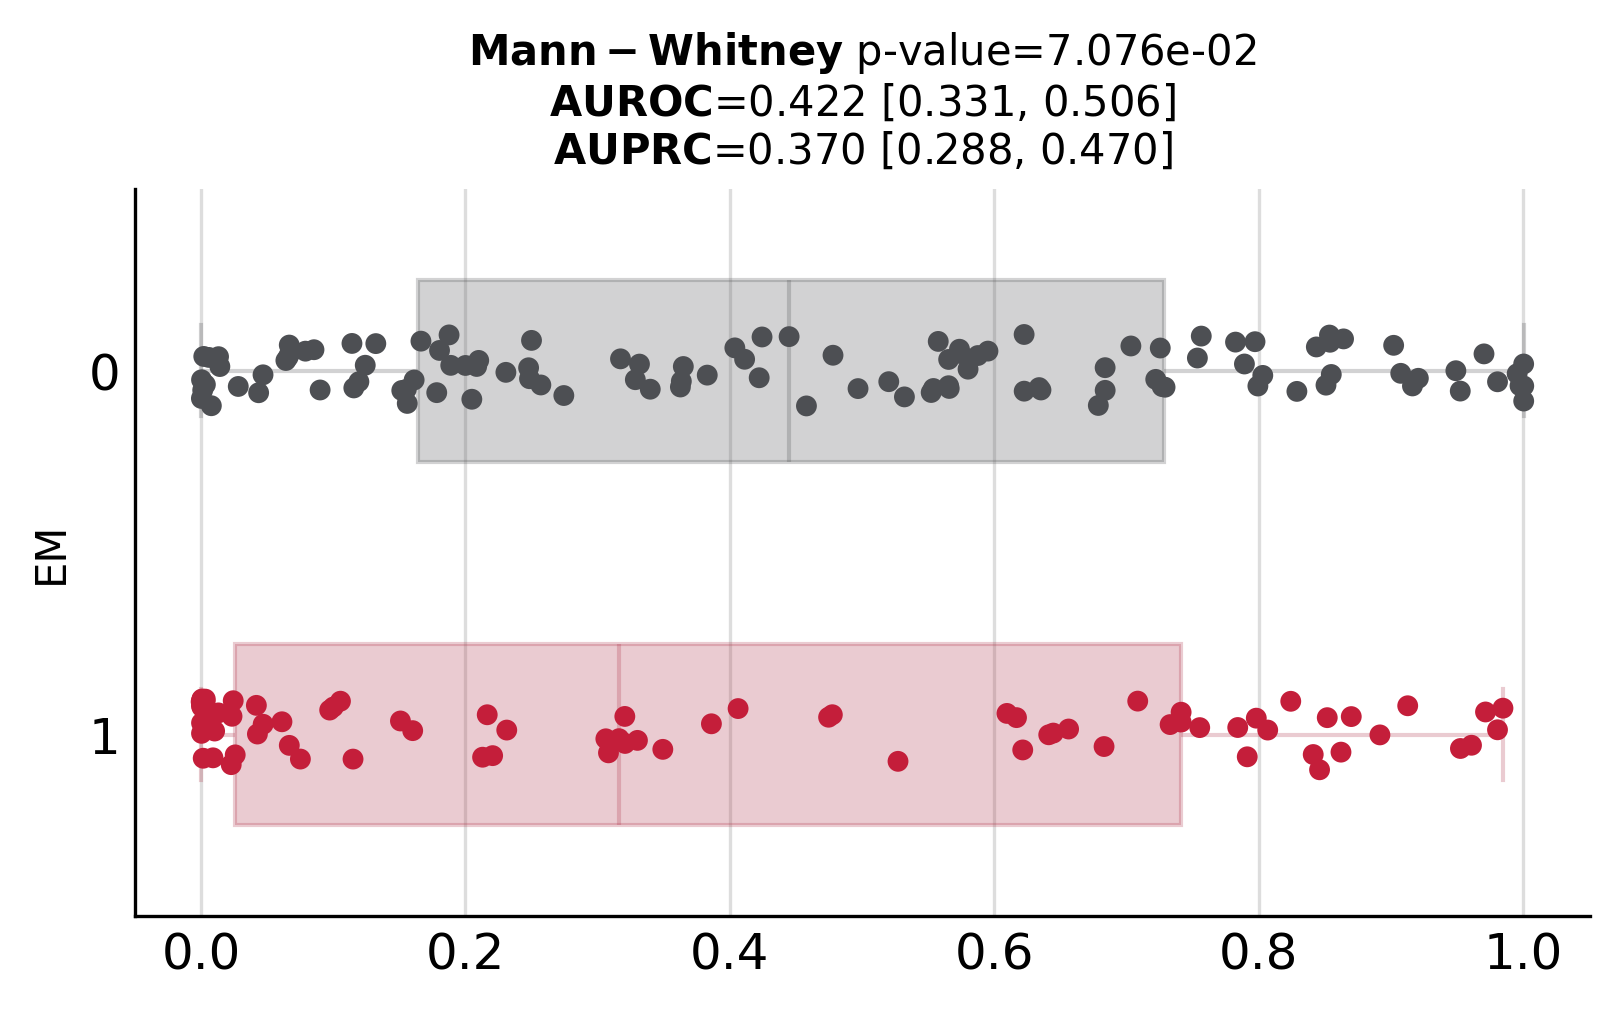 Mann − Whitney p-value=7.076e-02
AUROC=0.422 [0.331, 0.506]
AUPRC=0.370 [0.288, 0.470]
0
EM
1
0.0 0.2 0.4 0.6 0.8 1.0